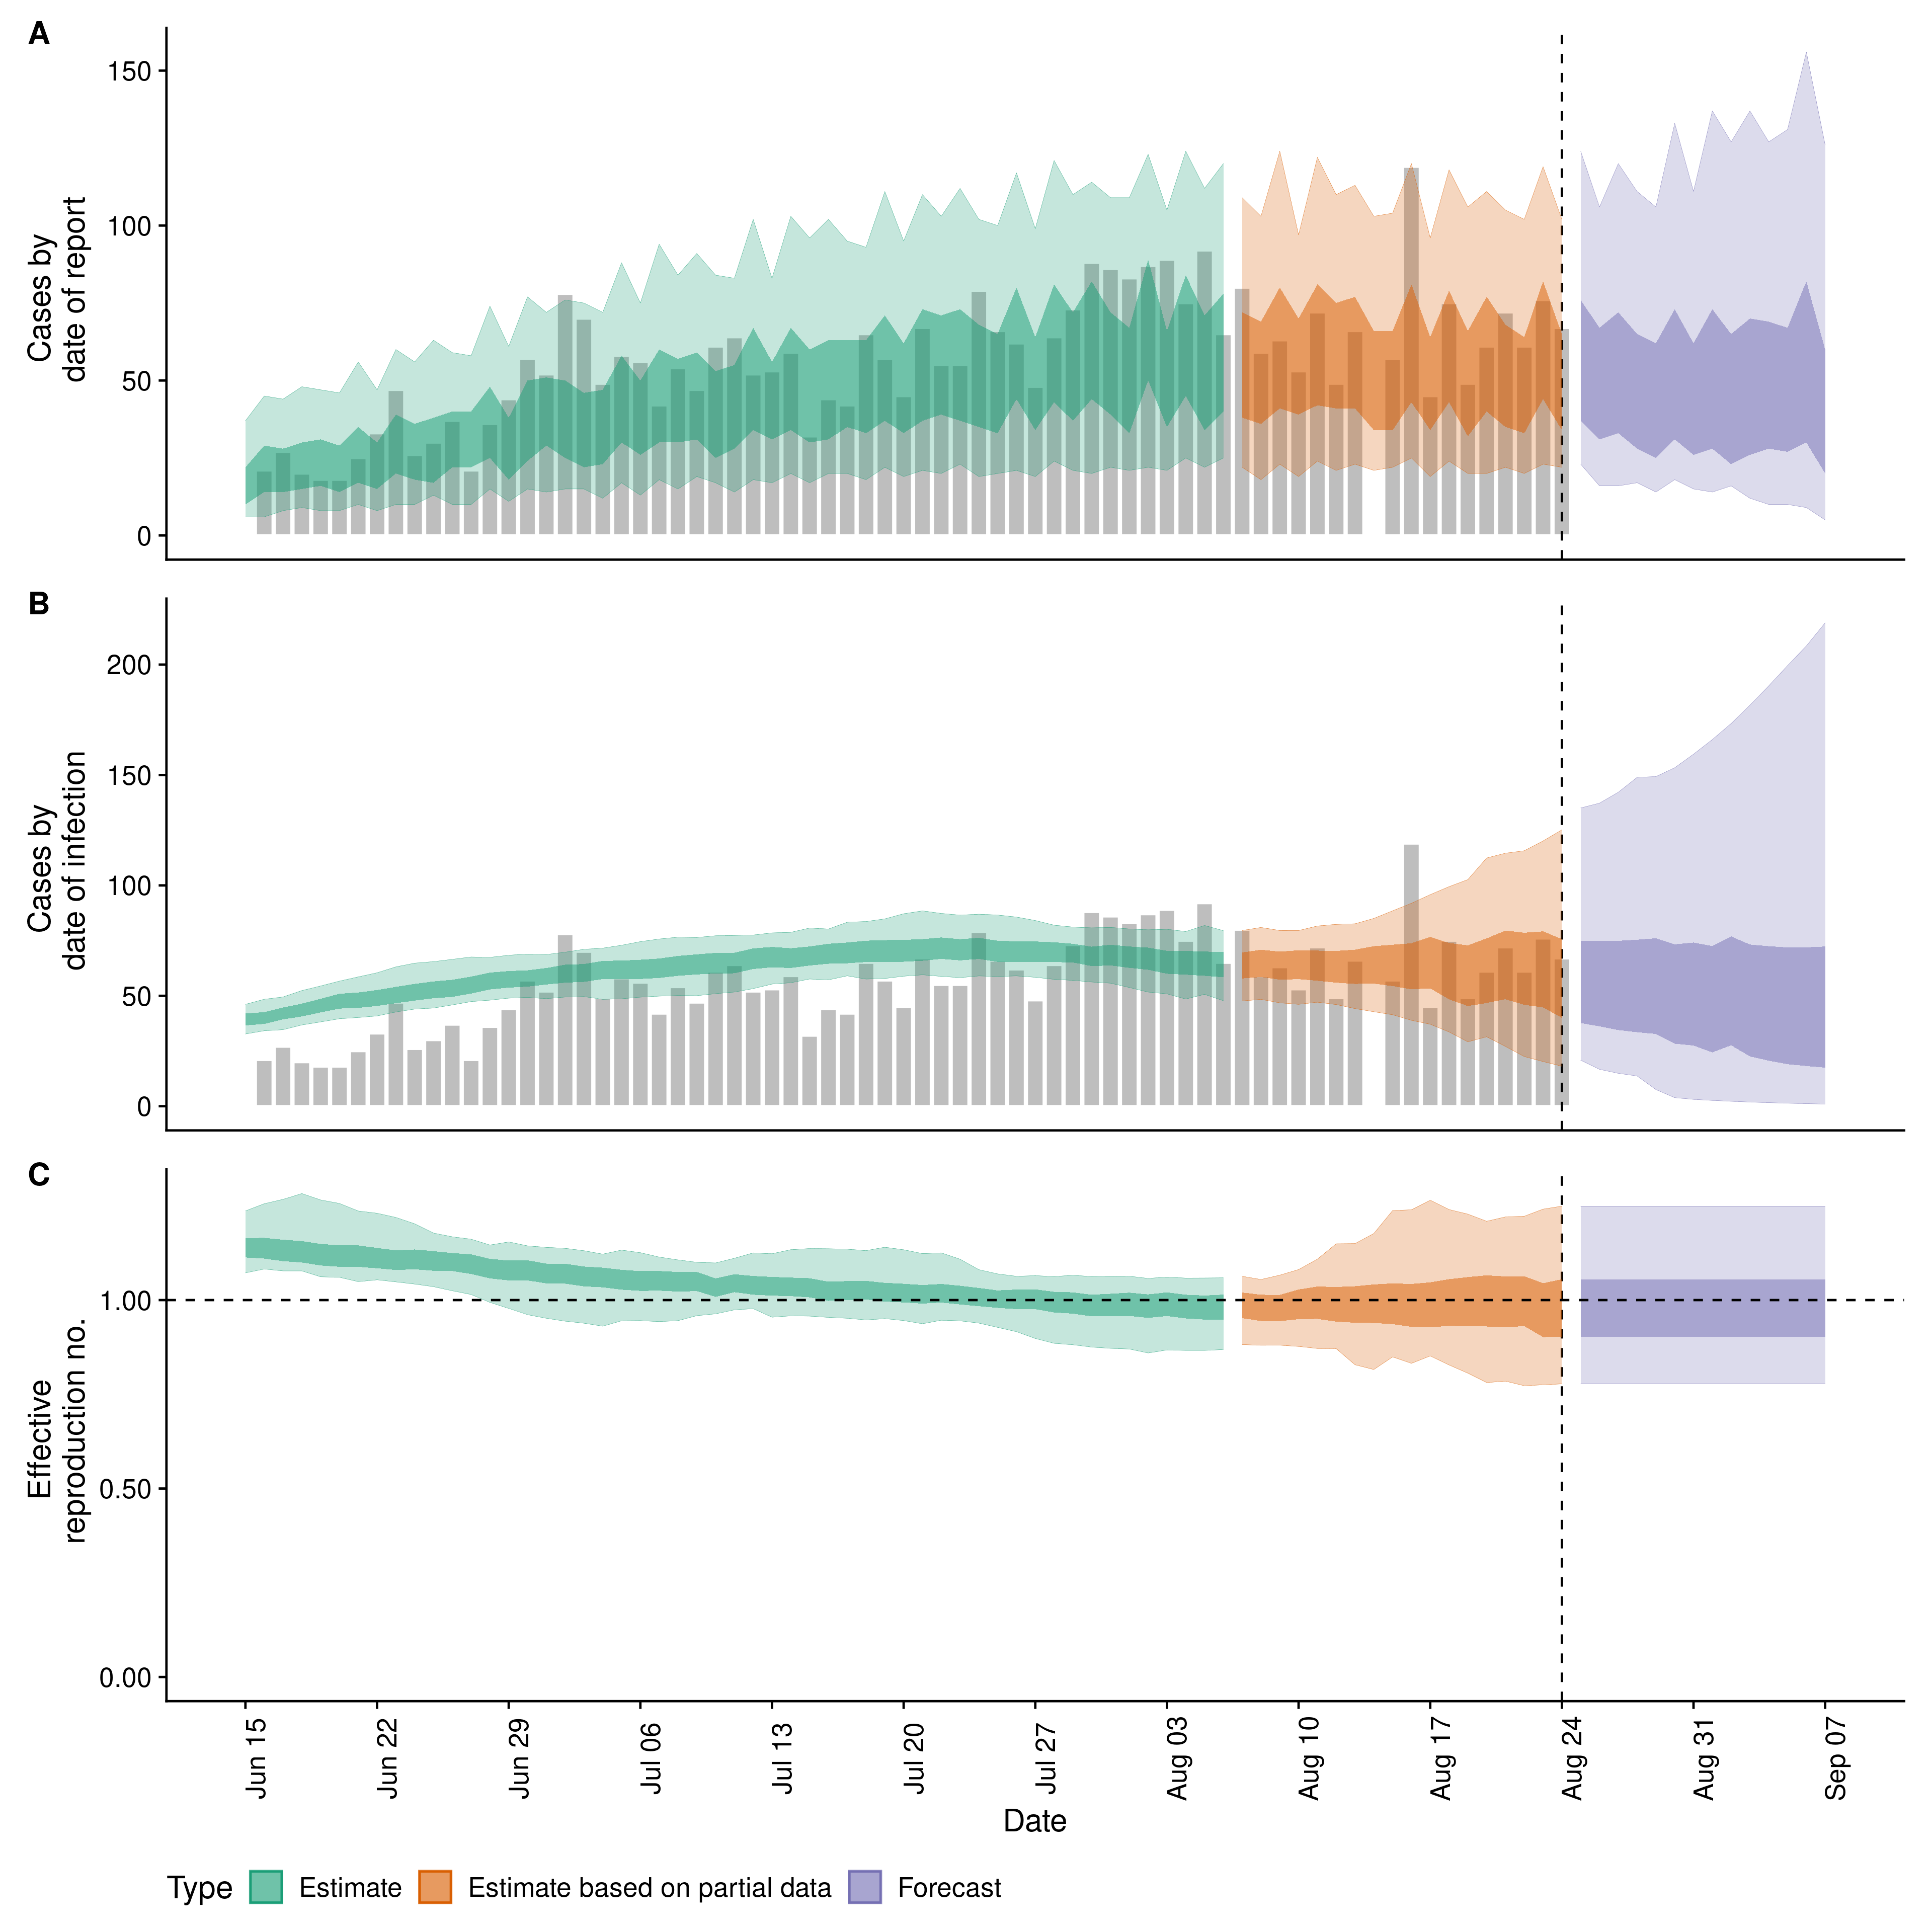 A
Cases by
date of report
150
100
50
0
B
Cases by
date of infection
200
150
100
50
0
C
Effective
reproduction no.
1.00
0.50
0.00
Jun 15
Jun 22
Jun 29
Jul 06
Jul 13
Jul 20
Jul 27
Aug 03
Aug 10
Aug 17
Aug 24
Aug 31
Sep 07
Date
Type Estimate Estimate based on partial data Forecast